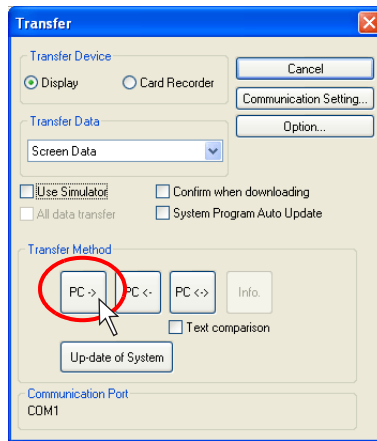 Transfer
Transfer Device
Display Card Recorder
Cancel
Communication Setting...
Transfer Data
Option...
Screen Data
Use Simulator Confirm when downloading
All data transfer System Program Auto Update
Transfer Method
PC -> PC <- PC <-> Info.
Text comparison
Up-date of System
Communication Port
COM1